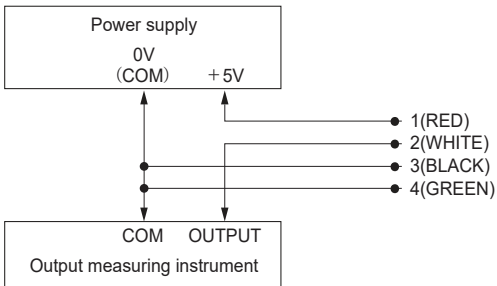 Power supply
0V
(COM) +5V
1(RED)
2(WHITE)
3(BLACK)
4(GREEN)
COM OUTPUT
Output measuring instrument